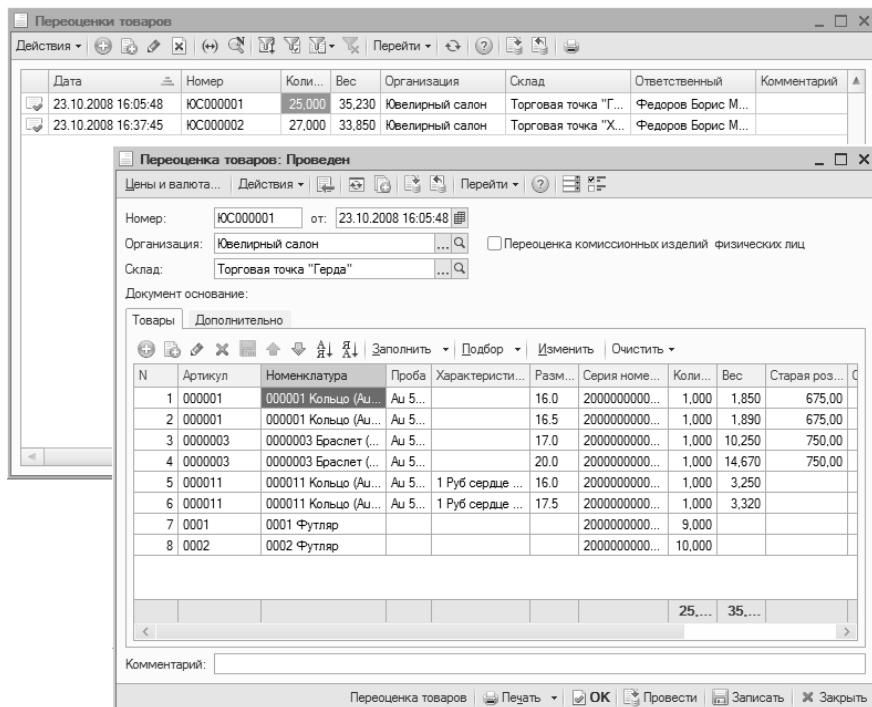 Переоценки товаров
Действия Перейти
Дата Номер Коли... Вес Организация Склад Ответственный Комментарий
23.10.2008 16:05:48 ЮС000001 25,000 35,230 Ювелирный салон Торговая точка "Г... Федоров Борис М...
23.10.2008 16:37:45 ЮС000002 27,000 33,850 Ювелирный салон Торговая точка "Х... Федоров Борис М...
Переоценка товаров: Проведен
Цены и валюта... Действия Перейти
Номер: ЮС000001 от: 23.10.2008 16:05:48
Организация: Ювелирный салон ... Переоценка комиссионных изделий физических лиц
Склад: Торговая точка "Герда" ...
Документ основание:
Товары Дополнительно
Заполнить Подбор Изменить Очистить
N Артикул Номенклатура Проба Характеристи... Разм... Серия номе... Коли... Вес Старая роз... С
1 000001 000001 Кольцо (Au... Au 5... 16.0 2000000000... 1,000 1,850 675,00
2 000001 000001 Кольцо (Au... Au 5... 16.5 2000000000... 1,000 1,890 675,00
3 0000003 0000003 Браслет (... Au 5... 17.0 2000000000... 1,000 10,250 750,00
4 0000003 0000003 Браслет (... Au 5... 20.0 2000000000... 1,000 14,670 750,00
5 000011 000011 Кольцо (Au... Au 5... 1 Руб сердце ... 16.0 2000000000... 1,000 3,250
6 000011 000011 Кольцо (Au... Au 5... 1 Руб сердце ... 17.5 2000000000... 1,000 3,320
7 0001 0001 Футляр 2000000000... 9,000
8 0002 0002 Футляр 2000000000... 10,000
25,... 35,...
Комментарий:
Переоценка товаров Печать OK Провести Записать Закрыть